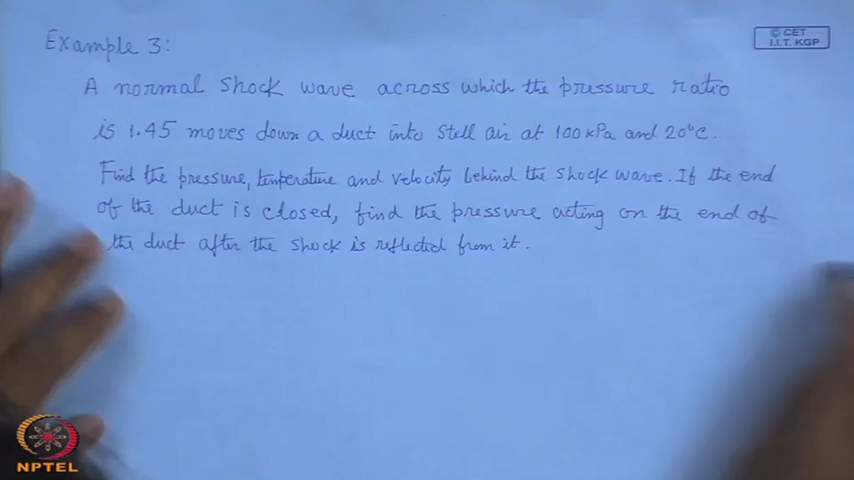 © CET
I.I.T. KGP
Example 3:
A normal shock wave across which the pressure ratio
is 1.45 moves down a duct into still air at 100 kPa and 20°C.
Find the pressure, temperature and velocity behind the shock wave. If the end
of the duct is closed, find the pressure acting on the end of
the duct after the shock is reflected from it.
NPTEL